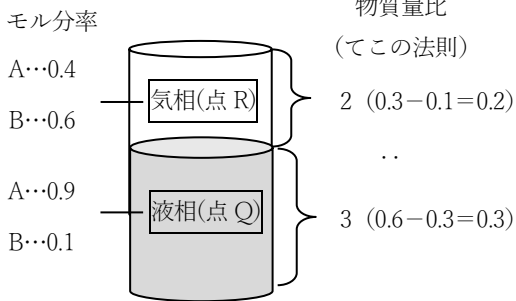 モル分率
A…0.4
B…0.6
A…0.9
B…0.1
気相(点 R)
液相(点 Q)
物質量比
(てこの法則)
2 (0.3−0.1=0.2)
‥
3 (0.6−0.3=0.3)